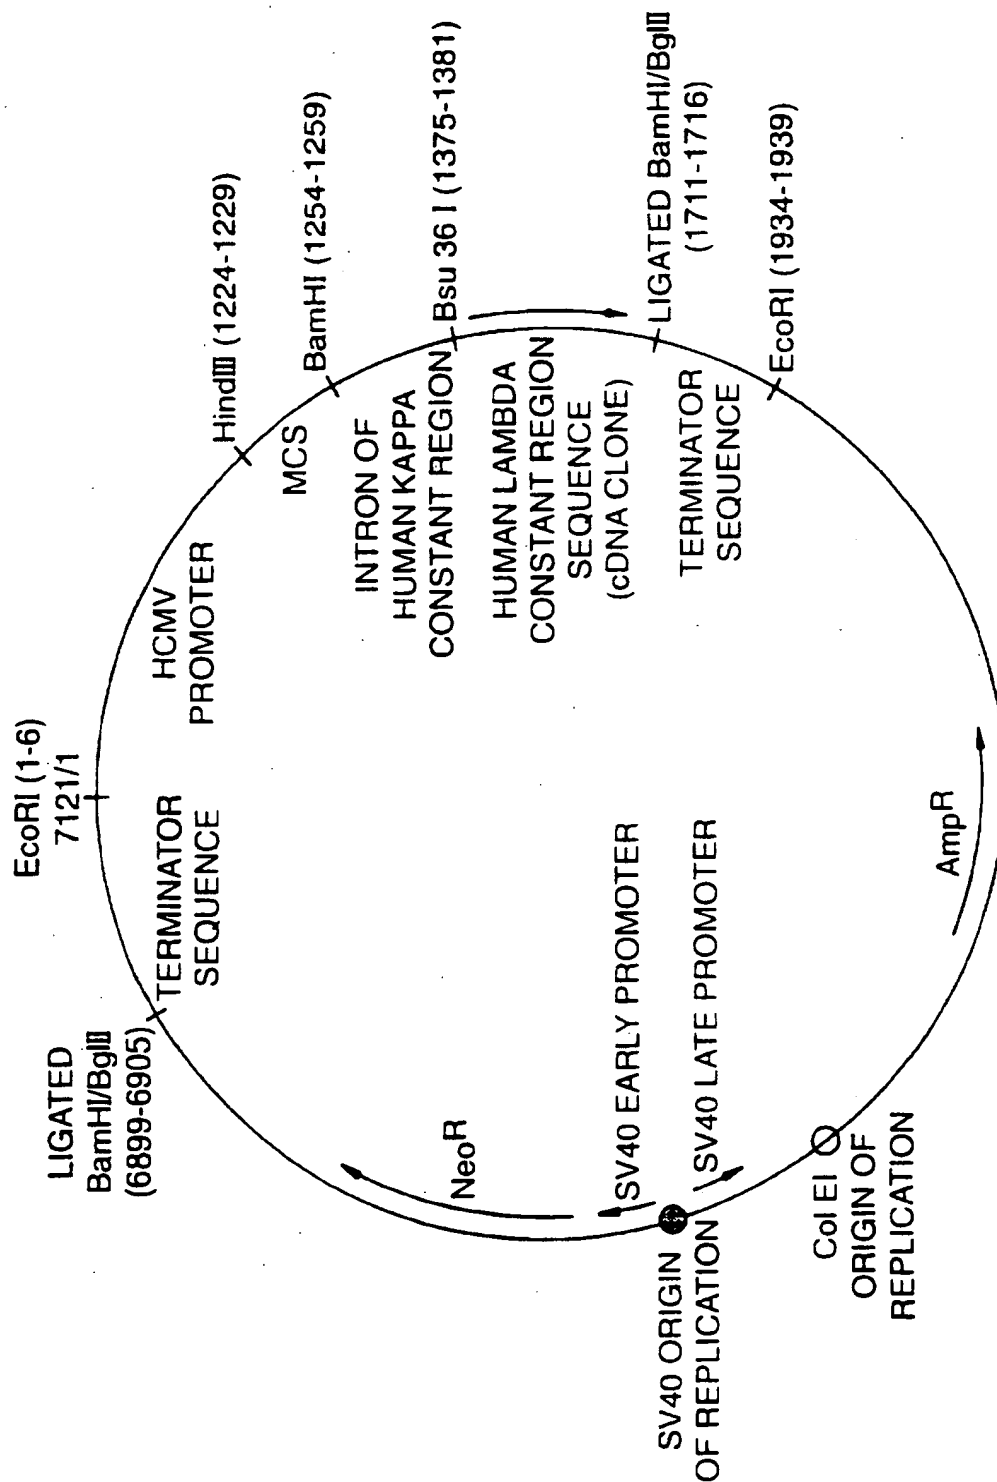 EcoRI (1-6)
7121/1
HCMV
PROMOTER
HindIII (1224-1229)
MCS
BamHI (1254-1259)
INTRON OF
HUMAN KAPPA
CONSTANT REGION
Bsu 36 I (1375-1381)
HUMAN LAMBDA
CONSTANT REGION
SEQUENCE
(cDNA CLONE)
LIGATED BamHI/BglII
(1711-1716)
TERMINATOR
SEQUENCE
EcoRI (1934-1939)
AmpR
Col EI
ORIGIN OF
REPLICATION
SV40 LATE PROMOTER
SV40 EARLY PROMOTER
SV40 ORIGIN
OF REPLICATION
NeoR
LIGATED
BamHI/BglII
(6899-6905)
TERMINATOR
SEQUENCE